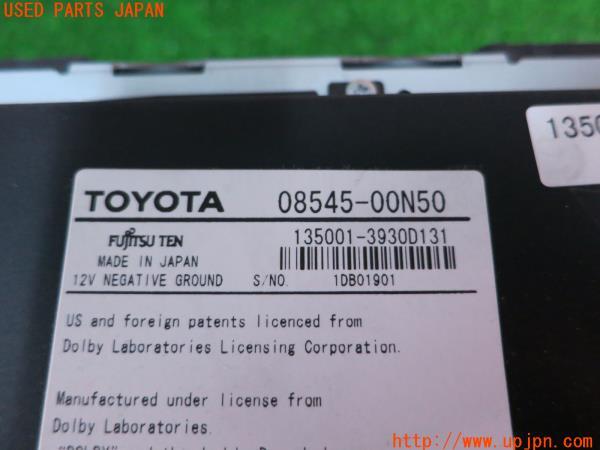 USED PARTS JAPAN
1350
TOYOTA 08545-00N50
FUJITSU TEN 135001-3930D131
MADE IN JAPAN
12V NEGATIVE GROUND S/NO. 1DB01901
US and foreign patents licenced from
Dolby Laboratories Licensing Corporation.
Manufactured under license from
Dolby Laboratories.
http://www.upjpn.com